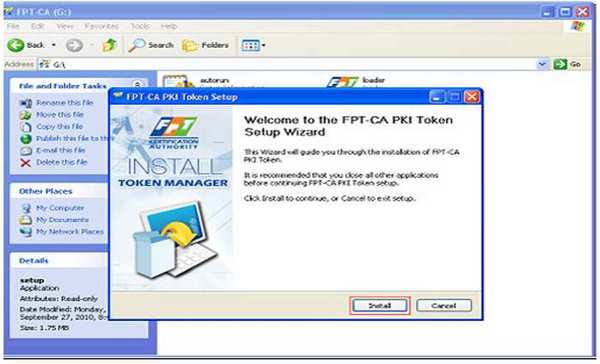 FPT-CA (G:)
File Edit View Favorites Tools Help
Back Search Folders
Address G:\ Go
File and Folder Tasks
Rename this file
Move this file
Copy this file
Publish this file to th
E-mail this file
Delete this file
Other Places
My Computer
My Documents
My Network Places
Details
setup
Application
Attributes: Read-only
Date Modified: Monday,
September 27, 2010, 8:4
Size: 1.75 MB
autorun
loader
FPT-CA PKI Token Setup
FPT
CERTIFICATION
AUTHORITY
INSTALL
TOKEN MANAGER
Welcome to the FPT-CA PKI Token
Setup Wizard
This Wizard will guide you through the installation of FPT-CA
PKI Token.
It is recommended that you close all other applications
before continuing FPT-CA PKI Token setup.
Click Install to continue, or Cancel to exit setup.
Install Cancel